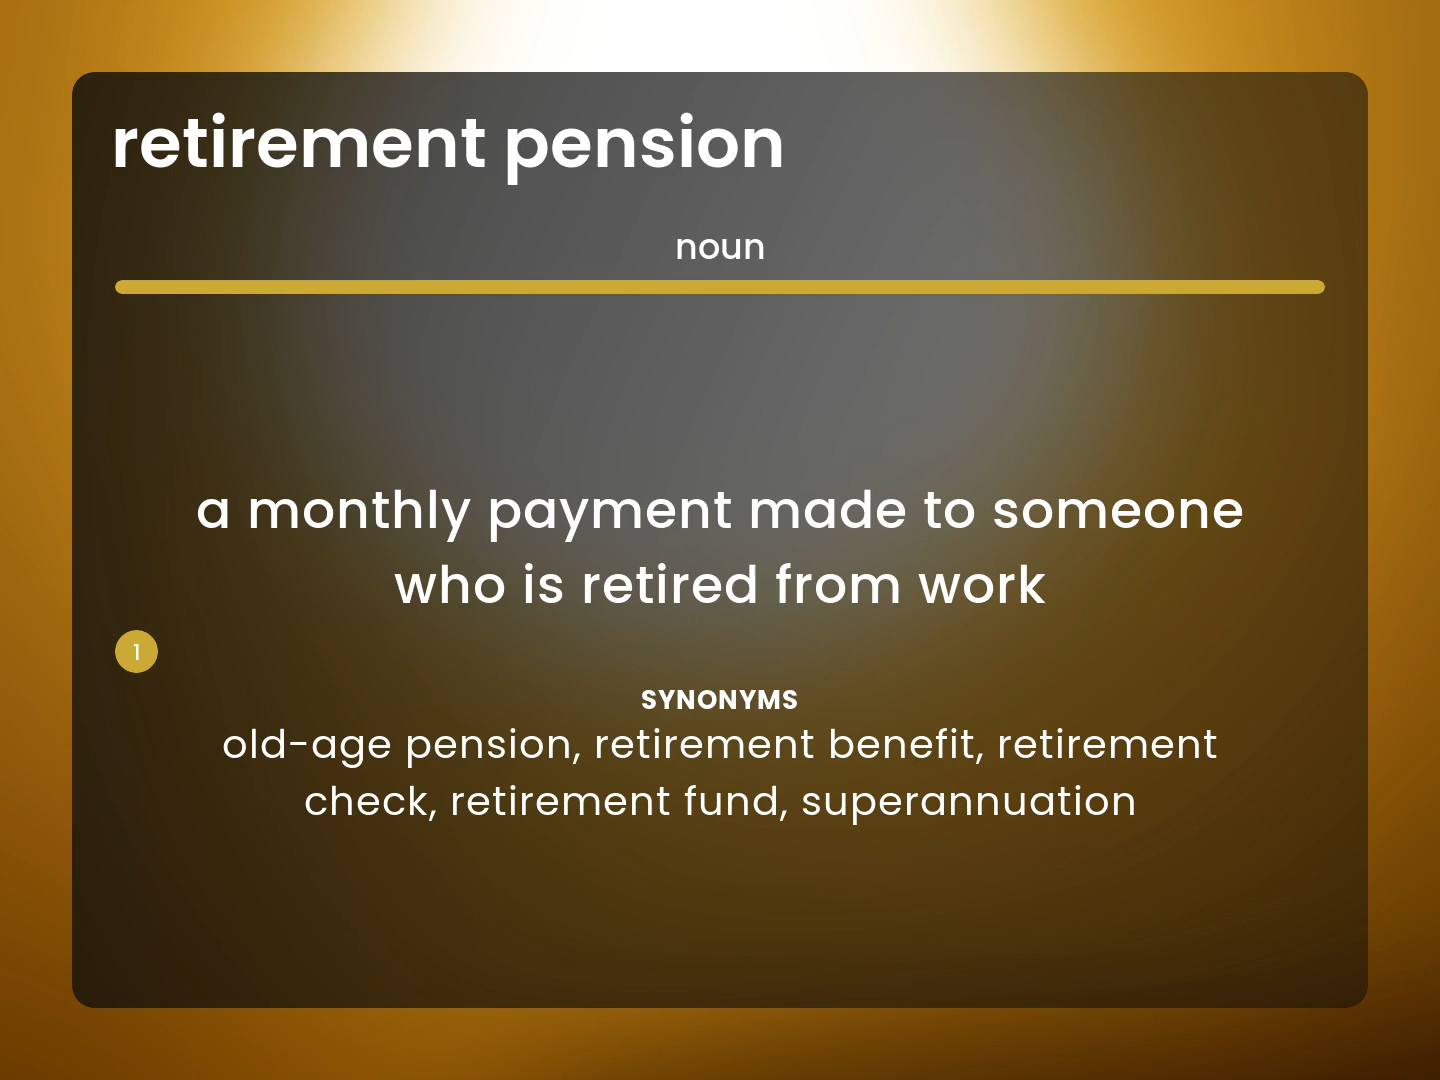 retirement pension
noun
a monthly payment made to someone
who is retired from work
1
SYNONYMS
old-age pension, retirement benefit, retirement
check, retirement fund, superannuation